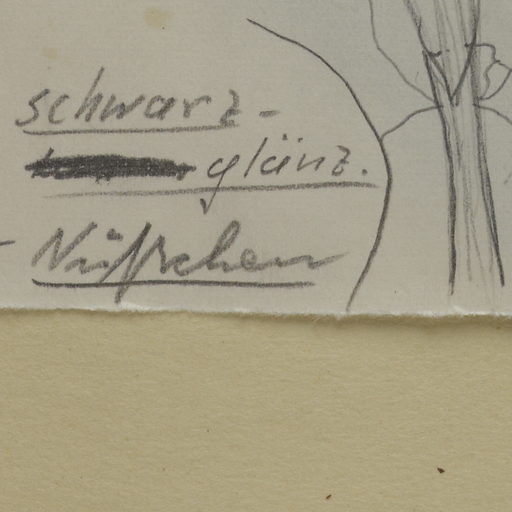 schwarz-
glänz.
- Nüßchen